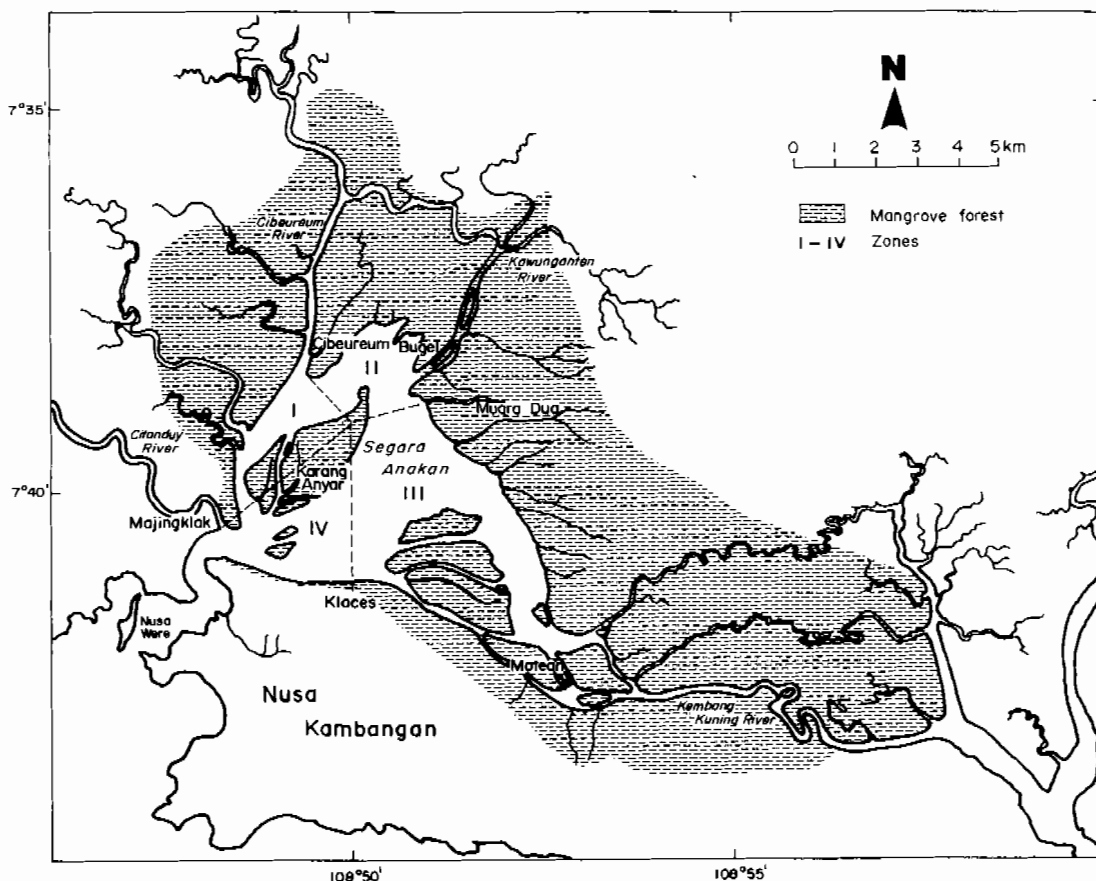 7°35'
N
0 1 2 3 4 5 km
Mangrove forest
I – IV Zones
Cibeureum
River
Kawunganten
River
Cibeureum
Bugel
II
I
Muara Dua
Citanduy
River
Segara
Anakan
Karang
Anyar
III
7°40'
Majingklak
IV
Klaces
Nusa
Were
Motean
Nusa
Kambangan
Kembang
Kuning River
108°50'
108°55'